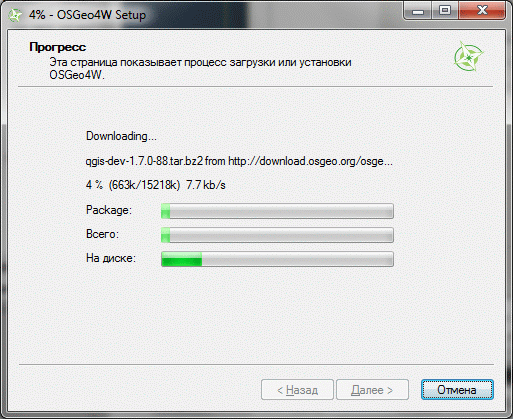 4% - OSGeo4W Setup
Прогресс
Эта страница показывает процесс загрузки или установки
OSGeo4W.
Downloading...
qgis-dev-1.7.0-88.tar.bz2 from http://download.osgeo.org/osge...
4 % (663k/15218k) 7.7 kb/s
Package:
Всего:
На диске:
< Назад Далее > Отмена